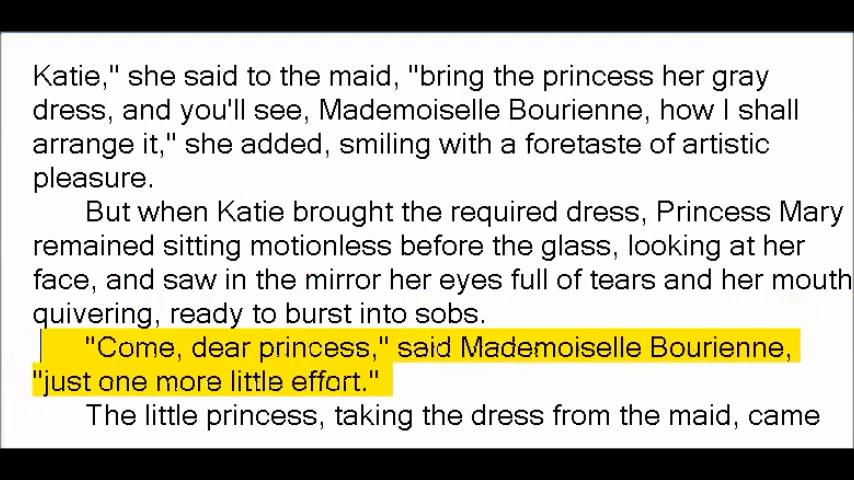 Katie," she said to the maid, "bring the princess her gray
dress, and you'll see, Mademoiselle Bourienne, how I shall
arrange it," she added, smiling with a foretaste of artistic
pleasure.
But when Katie brought the required dress, Princess Mary
remained sitting motionless before the glass, looking at her
face, and saw in the mirror her eyes full of tears and her mouth
quivering, ready to burst into sobs.
"Come, dear princess," said Mademoiselle Bourienne,
"just one more little effort."
The little princess, taking the dress from the maid, came